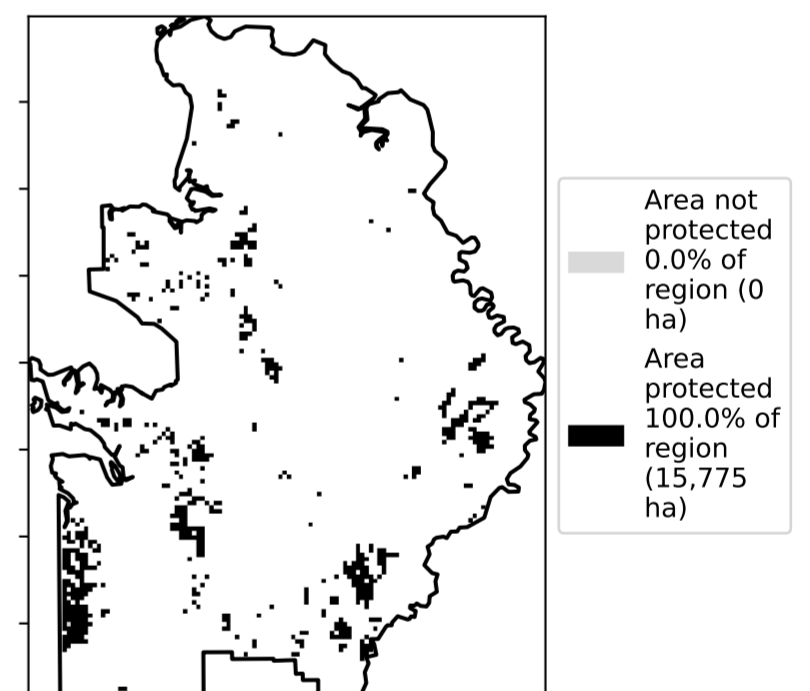 Area not
protected
0.0% of
region (0
ha)
Area
protected
100.0% of
region
(15,775
ha)